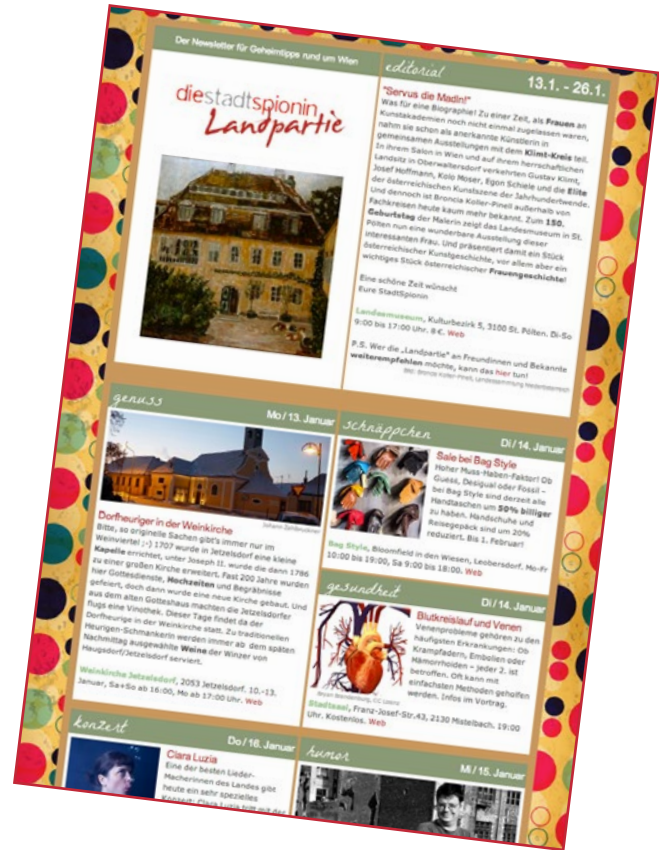 Der Newsletter für Geheimtipps rund um Wien
diestadtspionin
Landpartie
editorial
13.1. - 26.1.
"Servus die Madln!"
Was für eine Biographie! Zu einer Zeit, als Frauen an
Kunstakademien noch nicht einmal zugelassen waren,
nahm sie schon als anerkannte Künstlerin in
gemeinsamen Ausstellungen mit dem Klimt-Kreis teil.
In ihrem Salon in Wien und auf ihrem herrschaftlichen
Landsitz in Oberwaltersdorf verkehrten Gustav Klimt,
Josef Hoffmann, Kolo Moser, Egon Schiele und die Elite
der österreichischen Kunstszene der Jahrhundertwende.
Und dennoch ist Broncia Koller-Pinell außerhalb von
Fachkreisen heute kaum mehr bekannt. Zum 150.
Geburtstag der Malerin zeigt das Landesmuseum in St.
Pölten nun eine wunderbare Ausstellung dieser
interessanten Frau. Und präsentiert damit ein Stück
österreichischer Kunstgeschichte, vor allem aber ein
wichtiges Stück österreichischer Frauengeschichte!
Eine schöne Zeit wünscht
Eure StadtSpionin
Landesmuseum, Kulturbezirk 5, 3100 St. Pölten. Di-So
9:00 bis 17:00 Uhr. 8 €. Web
P.S. Wer die „Landpartie" an Freundinnen und Bekannte
weiterempfehlen möchte, kann das hier tun!
Bild: Broncia Koller-Pinell, Landessammlung Niederösterreich
genuss
Mo / 13. Januar
Johann Zehnbrecher
Dorfheuriger in der Weinkirche
Bitte, so originelle Sachen gibt's immer nur im
Weinviertel ;-) 1707 wurde in Jetzelsdorf eine kleine
Kapelle errichtet, unter Joseph II. wurde die dann 1786
zu einer großen Kirche erweitert. Fast 200 Jahre wurden
hier Gottesdienste, Hochzeiten und Begräbnisse
gefeiert, doch dann wurde eine neue Kirche gebaut. Und
aus dem alten Gotteshaus machten die Jetzelsdorfer
flugs eine Vinothek. Dieser Tage findet da der
Dorfheurige in der Weinkirche statt. Zu traditionellen
Heurigen-Schmankerln werden immer ab dem späten
Nachmittag ausgewählte Weine der Winzer von
Haugsdorf/Jetzelsdorf serviert.
Weinkirche Jetzelsdorf, 2053 Jetzelsdorf. 10.-13.
Januar, Sa+So ab 16:00, Mo ab 17:00 Uhr. Web
schnäppchen
Di / 14. Januar
Sale bei Bag Style
Hoher Muss-Haben-Faktor! Ob
Guess, Desigual oder Fossil –
bei Bag Style sind derzeit alle
Handtaschen um 50% billiger
zu haben. Handschuhe und
Reisegepäck sind um 20%
reduziert. Bis 1. Februar!
Bag Style, Bloomfield in den Wiesen, Leobersdorf. Mo-Fr
10:00 bis 19:00, Sa 9:00 bis 18:00. Web
gesundheit
Di / 14. Januar
Blutkreislauf und Venen
Venenprobleme gehören zu den
häufigsten Erkrankungen: Ob
Krampfadern, Embolien oder
Hämorrhoiden – jeder 2. ist
betroffen. Oft kann mit
einfachsten Methoden geholfen
werden. Infos im Vortrag.
Stadtsaal, Franz-Josef-Str.43, 2130 Mistelbach. 19:00
Uhr. Kostenlos. Web
konzert
Do / 16. Januar
Clara Luzia
Eine der besten Lieder-
Macherinnen des Landes gibt
heute ein sehr spezielles
Konzert: Clara Luzia tritt mit der
humor
Mi / 15. Januar